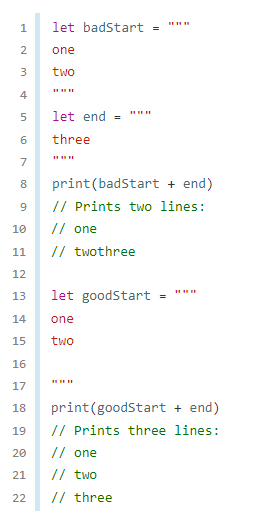 1 let badStart = """
2 one
3 two
4 """
5 let end = """
6 three
7 """
8 print(badStart + end)
9 // Prints two lines:
10 // one
11 // twothree
12
13 let goodStart = """
14 one
15 two
16
17 """
18 print(goodStart + end)
19 // Prints three lines:
20 // one
21 // two
22 // three